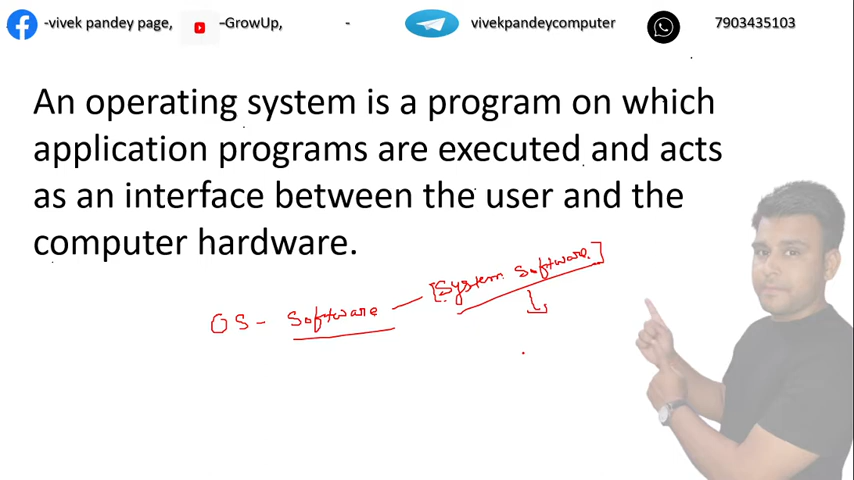 -vivek pandey page, -GrowUp, - vivekpandeycomputer 7903435103
An operating system is a program on which
application programs are executed and acts
as an interface between the user and the
computer hardware.
OS - Software - [System Software]